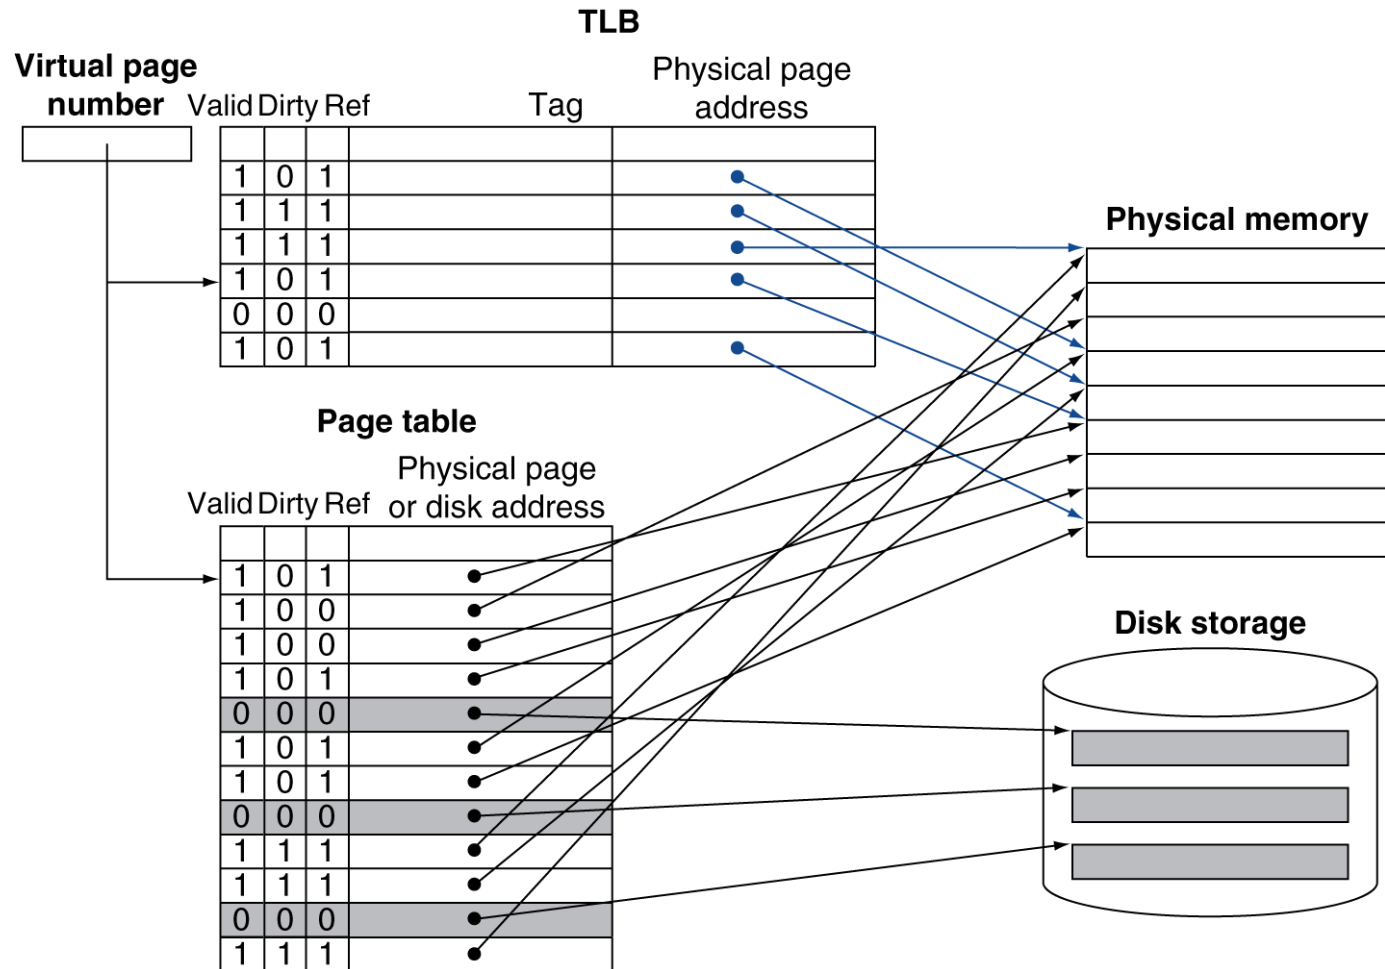 TLB
Virtual page
number
Valid Dirty Ref
Tag
Physical page
address
1 0 1
1 1 1
1 1 1
1 0 1
0 0 0
1 0 1
Physical memory
Page table
Physical page
or disk address
Valid Dirty Ref
1 0 1
1 0 0
1 0 0
1 0 1
0 0 0
1 0 1
1 0 1
0 0 0
1 1 1
1 1 1
0 0 0
1 1 1
Disk storage